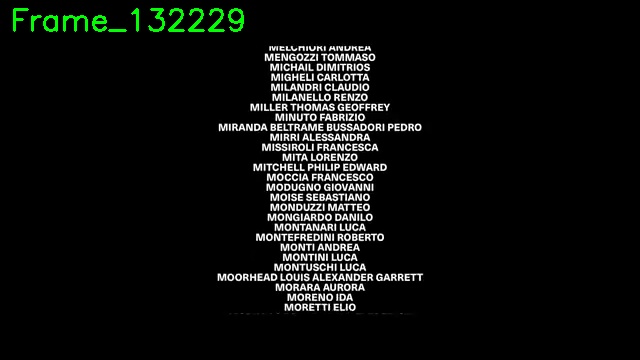 Frame_132229
MELCHIORI ANDREA
MENGOZZI TOMMASO
MICHAIL DIMITRIOS
MIGHELI CARLOTTA
MILANDRI CLAUDIO
MILANELLO RENZO
MILLER THOMAS GEOFFREY
MINUTO FABRIZIO
MIRANDA BELTRAME BUSSADORI PEDRO
MIRRI ALESSANDRA
MISSIROLI FRANCESCA
MITA LORENZO
MITCHELL PHILIP EDWARD
MOCCIA FRANCESCO
MODUGNO GIOVANNI
MOISE SEBASTIANO
MONDUZZI MATTEO
MONGIARDO DANILO
MONTANARI LUCA
MONTEFREDINI ROBERTO
MONTI ANDREA
MONTINI LUCA
MONTUSCHI LUCA
MOORHEAD LOUIS ALEXANDER GARRETT
MORARA AURORA
MORENO IDA
MORETTI ELIO